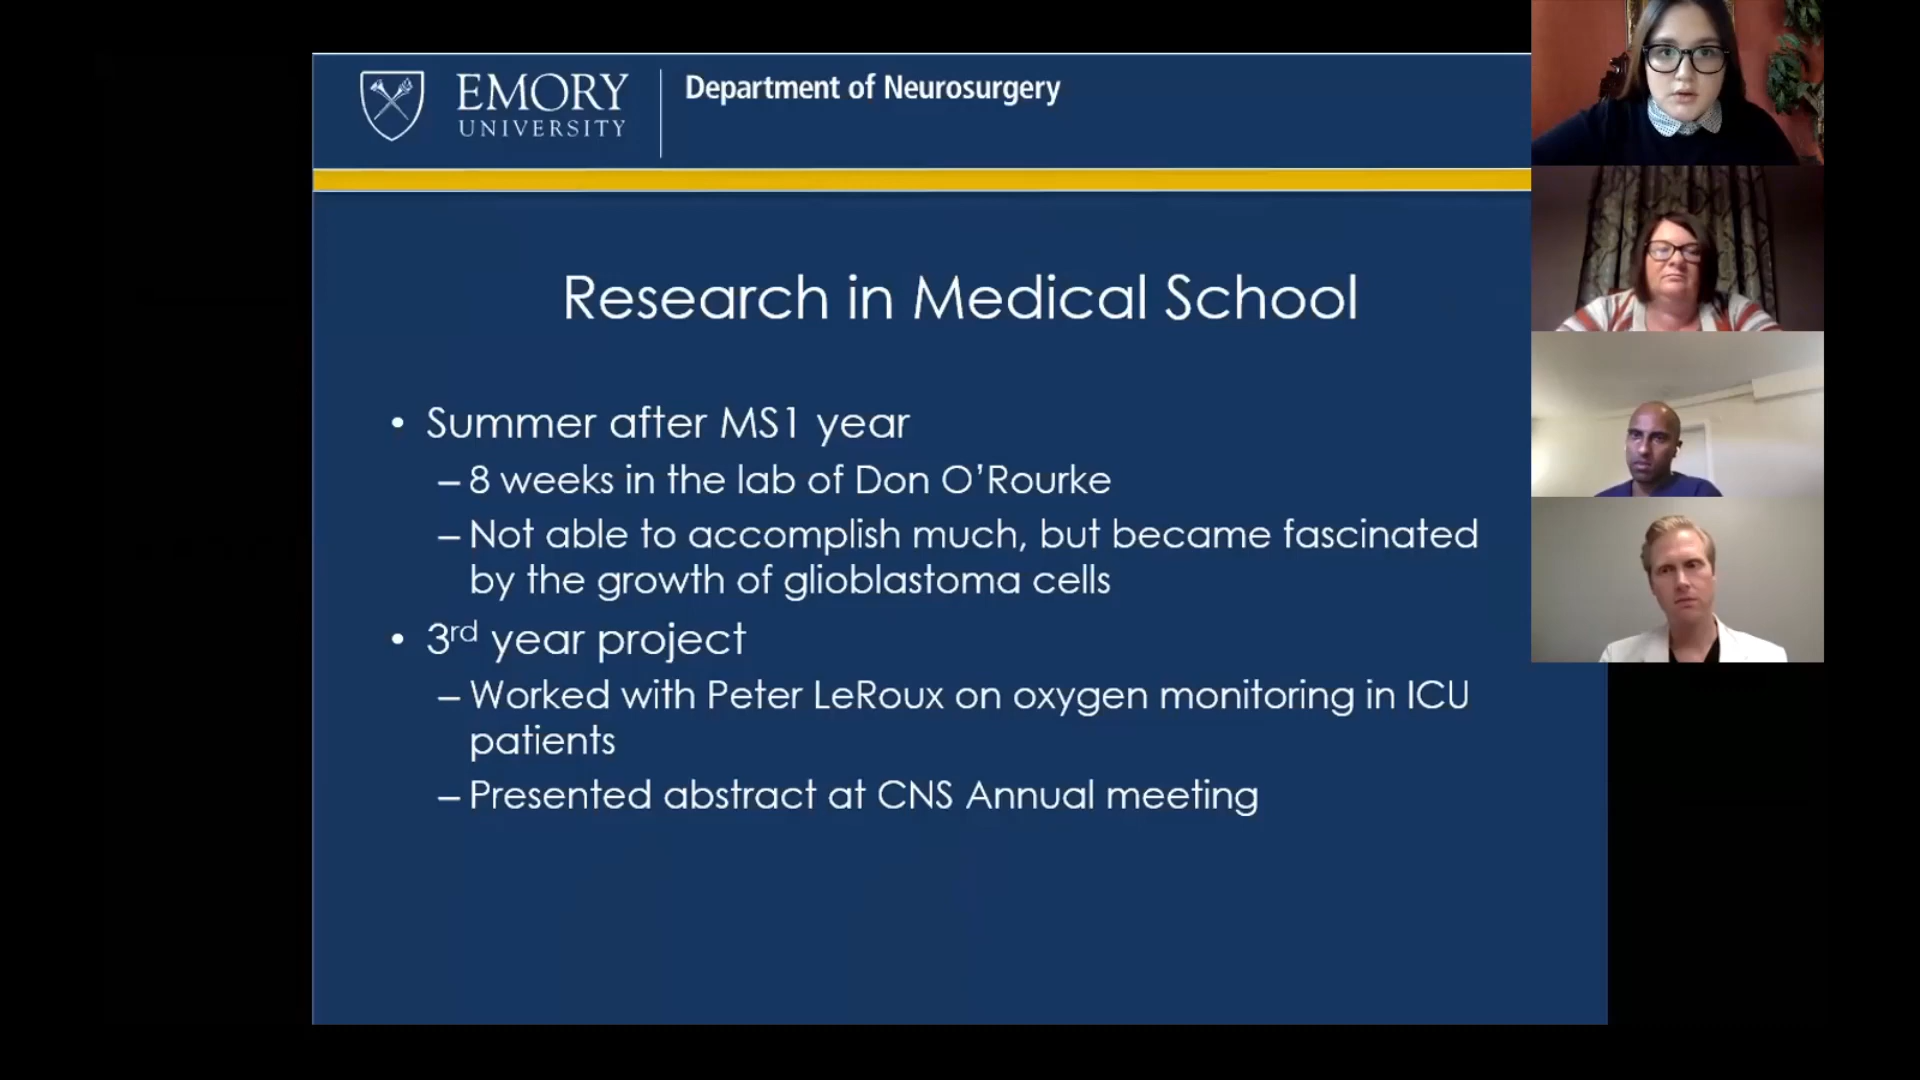 EMORY
UNIVERSITY
Department of Neurosurgery
Research in Medical School
• Summer after MS1 year
– 8 weeks in the lab of Don O’Rourke
– Not able to accomplish much, but became fascinated
by the growth of glioblastoma cells
• 3rd year project
– Worked with Peter LeRoux on oxygen monitoring in ICU
patients
– Presented abstract at CNS Annual meeting